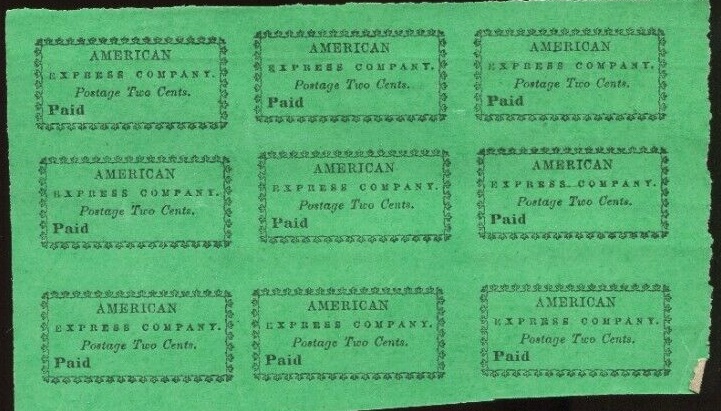 AMERICAN
EXPRESS COMPANY.
Postage Two Cents.
Paid
AMERICAN
EXPRESS COMPANY.
Postage Two Cents.
Paid
AMERICAN
EXPRESS COMPANY.
Postage Two Cents.
Paid
AMERICAN
EXPRESS COMPANY.
Postage Two Cents.
Paid
AMERICAN
EXPRESS COMPANY.
Postage Two Cents.
Paid
AMERICAN
EXPRESS COMPANY.
Postage Two Cents.
Paid
AMERICAN
EXPRESS COMPANY.
Postage Two Cents.
Paid
AMERICAN
EXPRESS COMPANY.
Postage Two Cents.
Paid
AMERICAN
EXPRESS COMPANY.
Postage Two Cents.
Paid